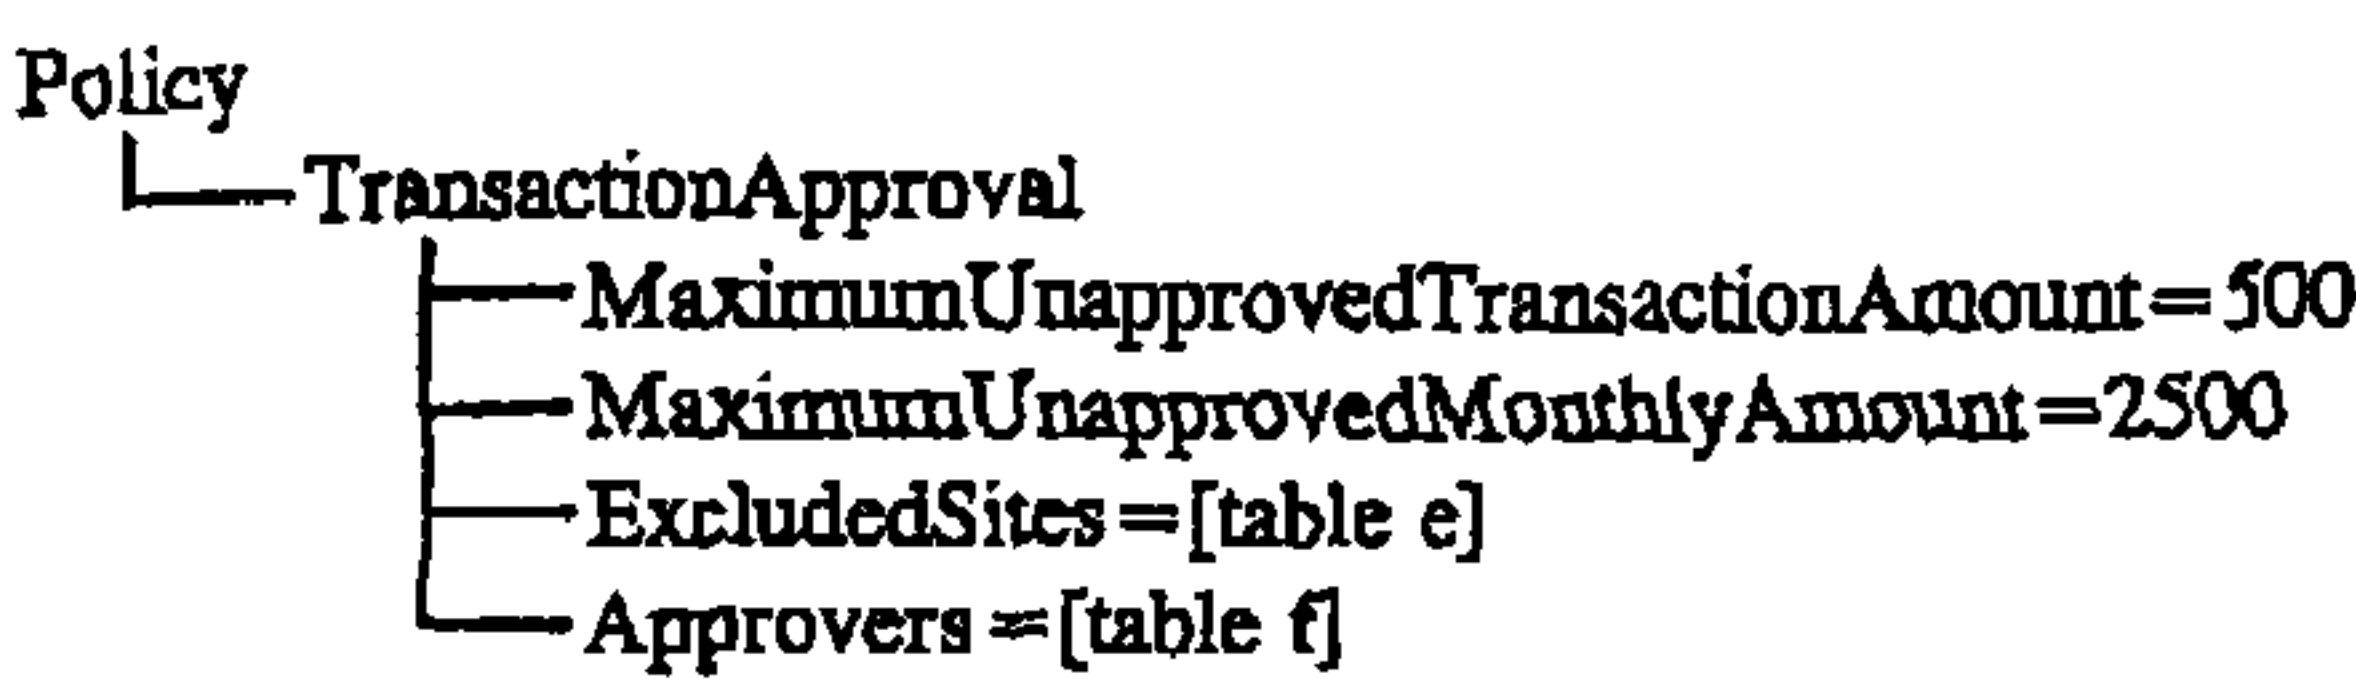 Policy
TransactionApproval
MaximumUnapprovedTransactionAmount=500
MaximumUnapprovedMonthlyAmount=2500
ExcludedSites=[table e]
Approvers=[table f]